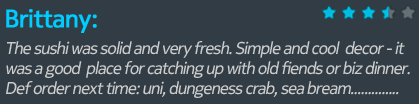 Brittany:
The sushi was solid and very fresh. Simple and cool decor - it
was a good place for catching up with old fiends or biz dinner.
Def order next time: uni, dungeness crab, sea bream..............